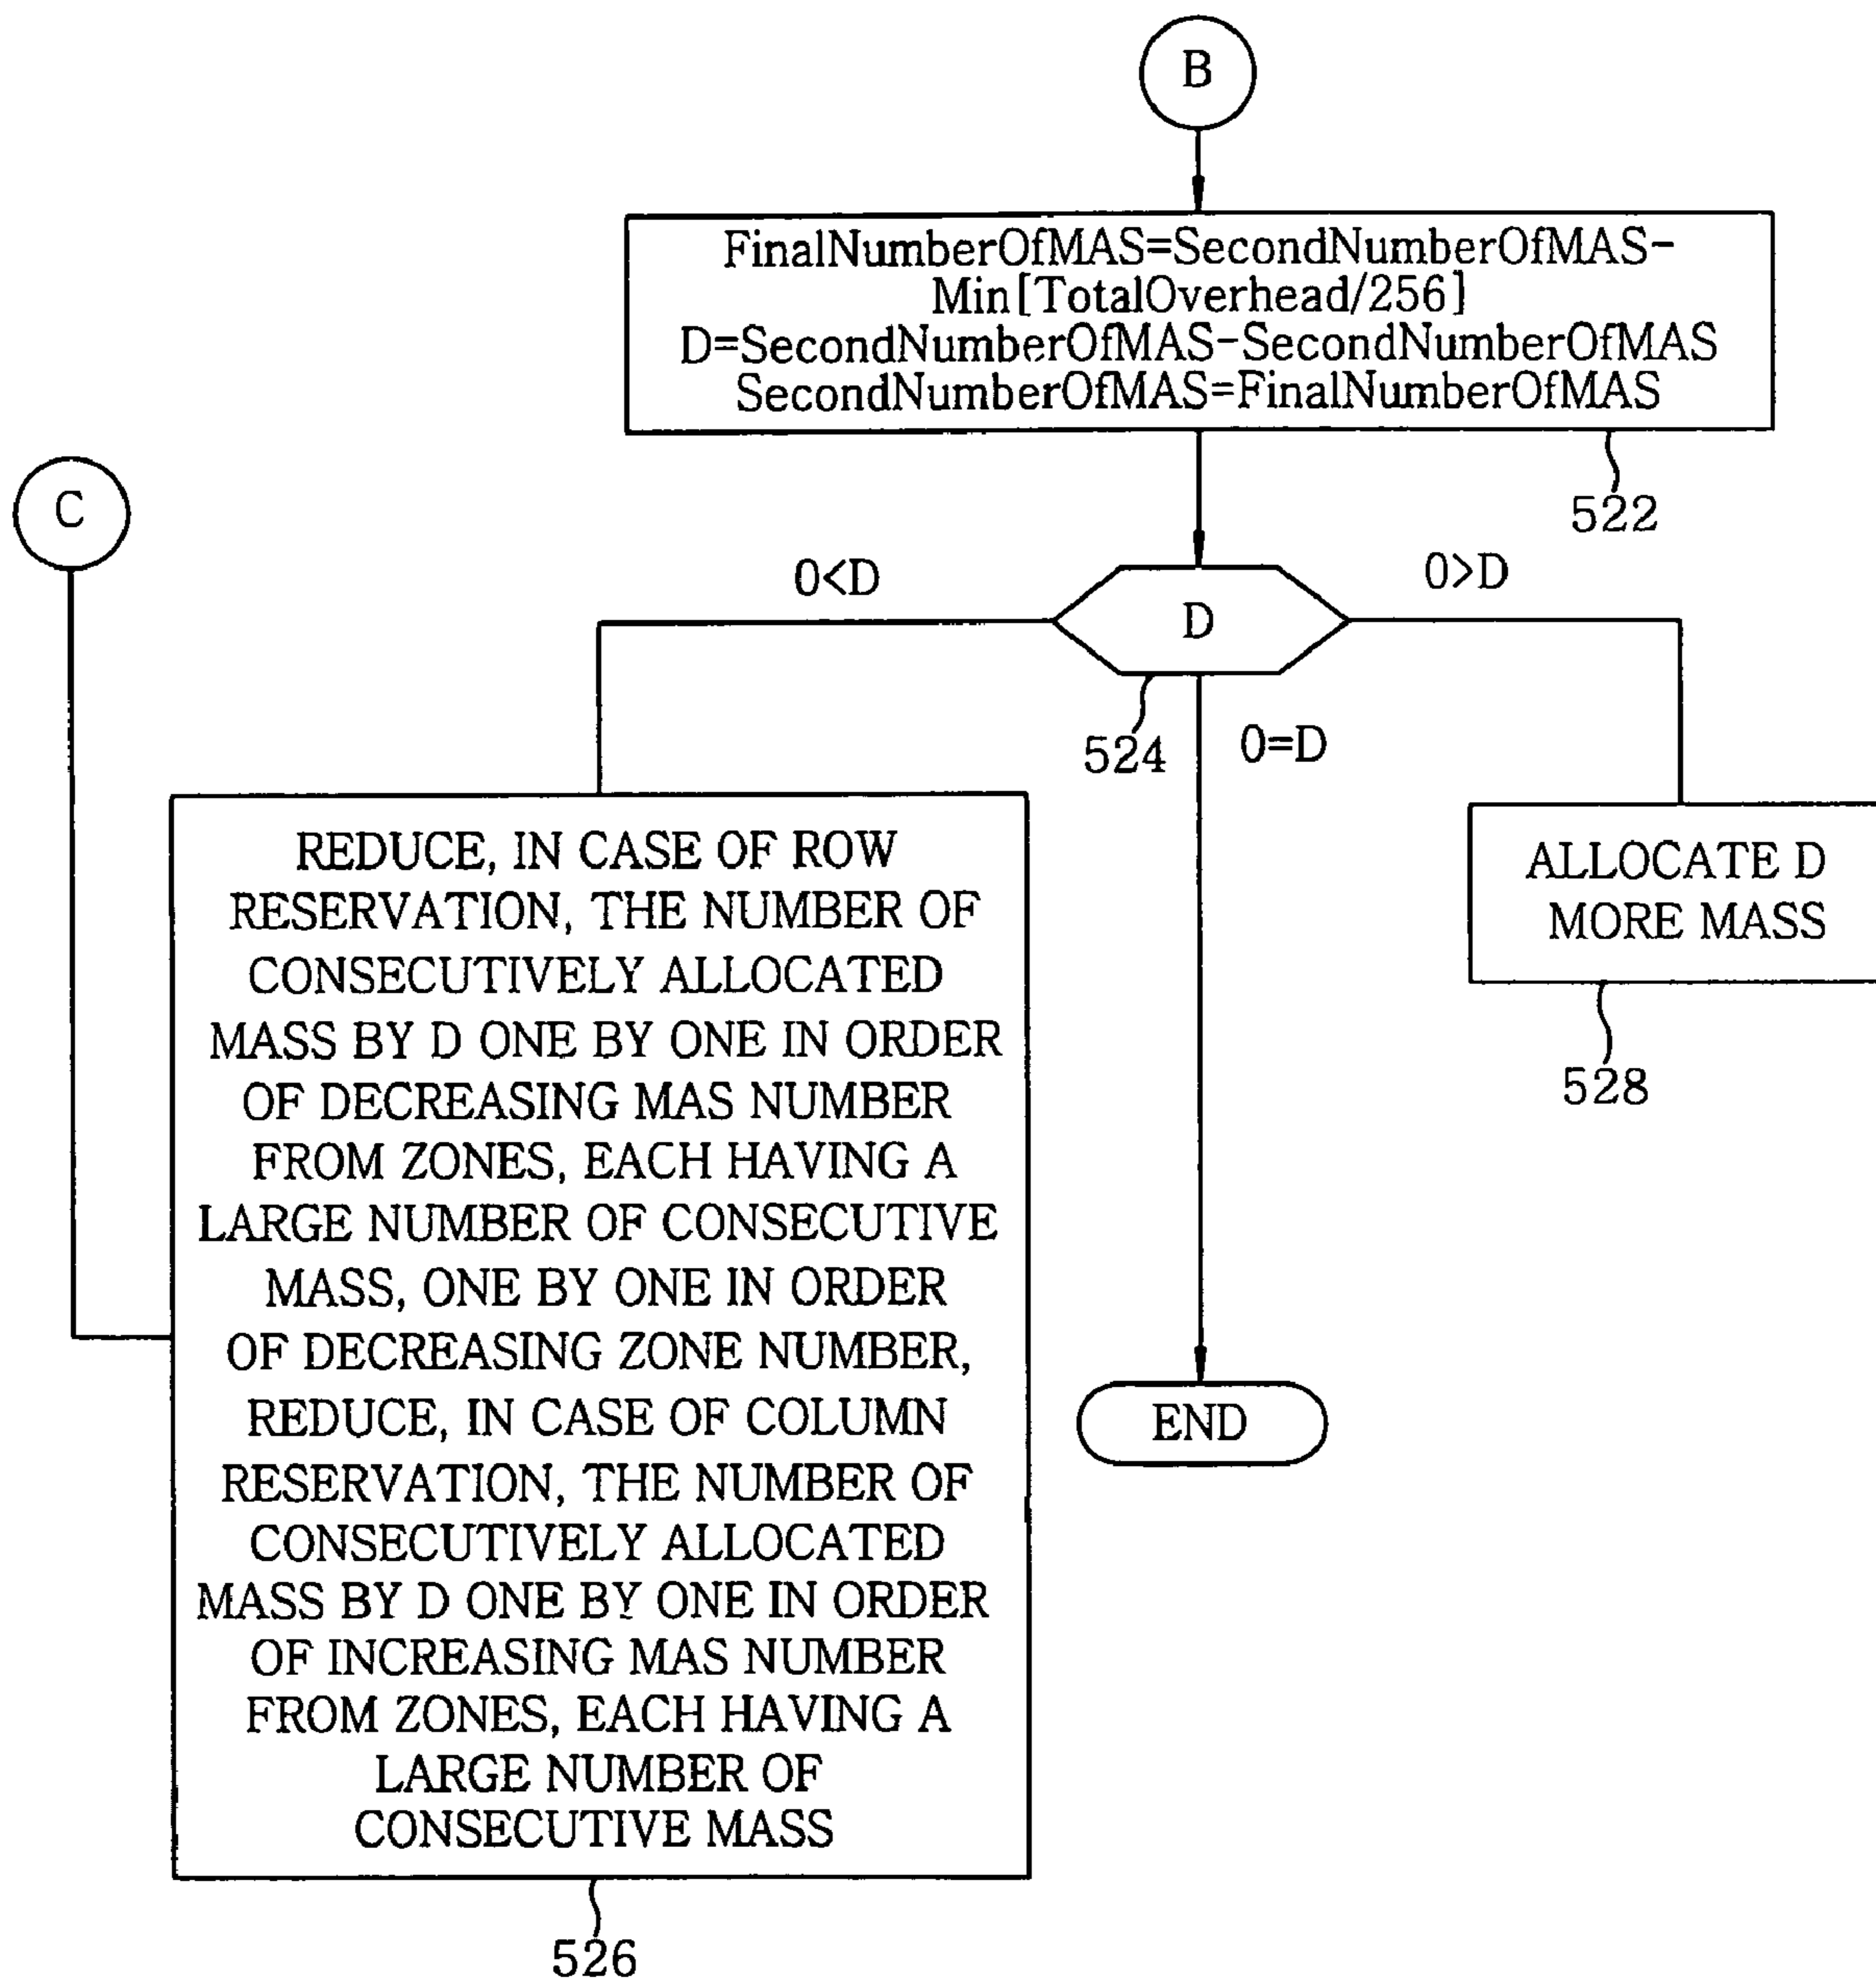 B
FinalNumberOfMAS=SecondNumberOfMAS-
Min[TotalOverhead/256]
D=SecondNumberOfMAS-SecondNumberOfMAS
SecondNumberOfMAS=FinalNumberOfMAS
522
C
0<D
D
0>D
524
0=D
REDUCE, IN CASE OF ROW
RESERVATION, THE NUMBER OF
CONSECUTIVELY ALLOCATED
MASS BY D ONE BY ONE IN ORDER
OF DECREASING MAS NUMBER
FROM ZONES, EACH HAVING A
LARGE NUMBER OF CONSECUTIVE
MASS, ONE BY ONE IN ORDER
OF DECREASING ZONE NUMBER,
REDUCE, IN CASE OF COLUMN
RESERVATION, THE NUMBER OF
CONSECUTIVELY ALLOCATED
MASS BY D ONE BY ONE IN ORDER
OF INCREASING MAS NUMBER
FROM ZONES, EACH HAVING A
LARGE NUMBER OF
CONSECUTIVE MASS
526
ALLOCATE D
MORE MASS
528
END